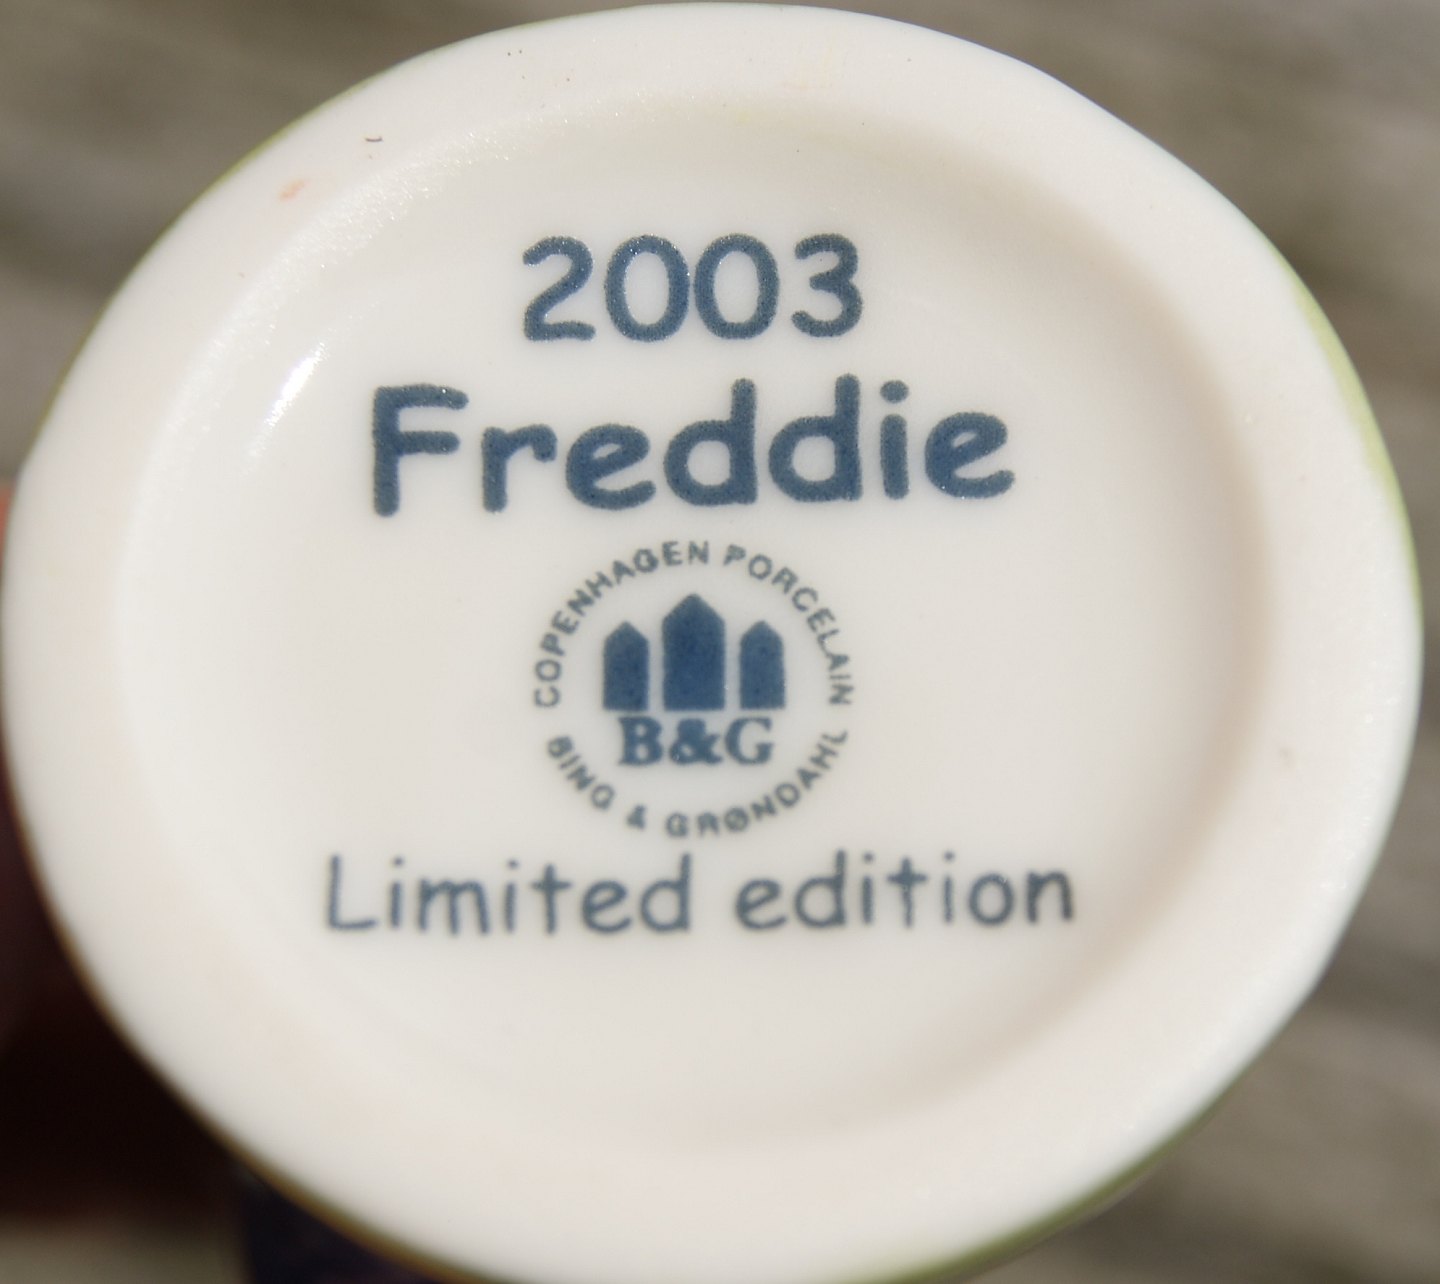 2003
Freddie
COPENHAGEN PORCELAIN
B&G
BING & GRØNDAHL
Limited edition